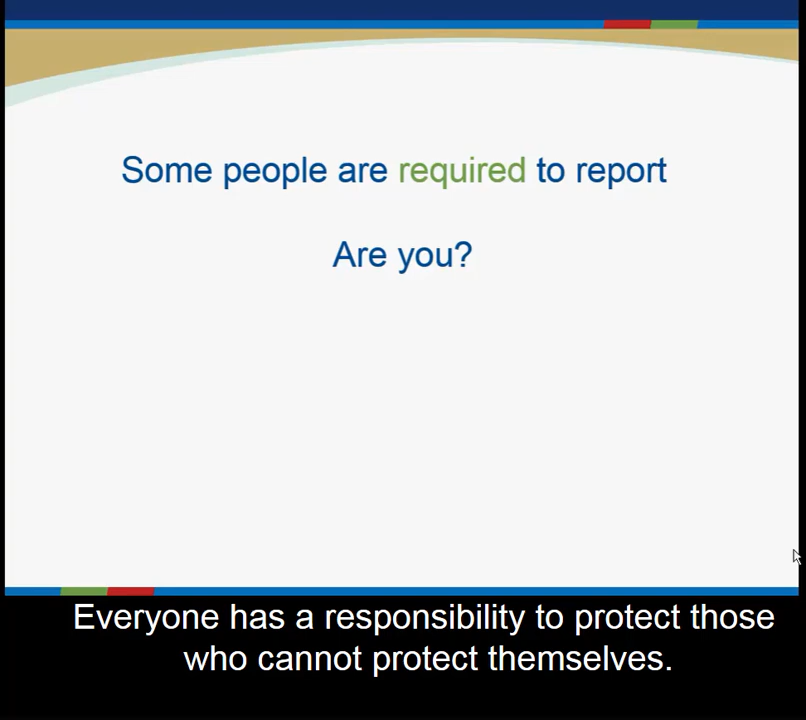 Some people are required to report
Are you?
Everyone has a responsibility to protect those
who cannot protect themselves.